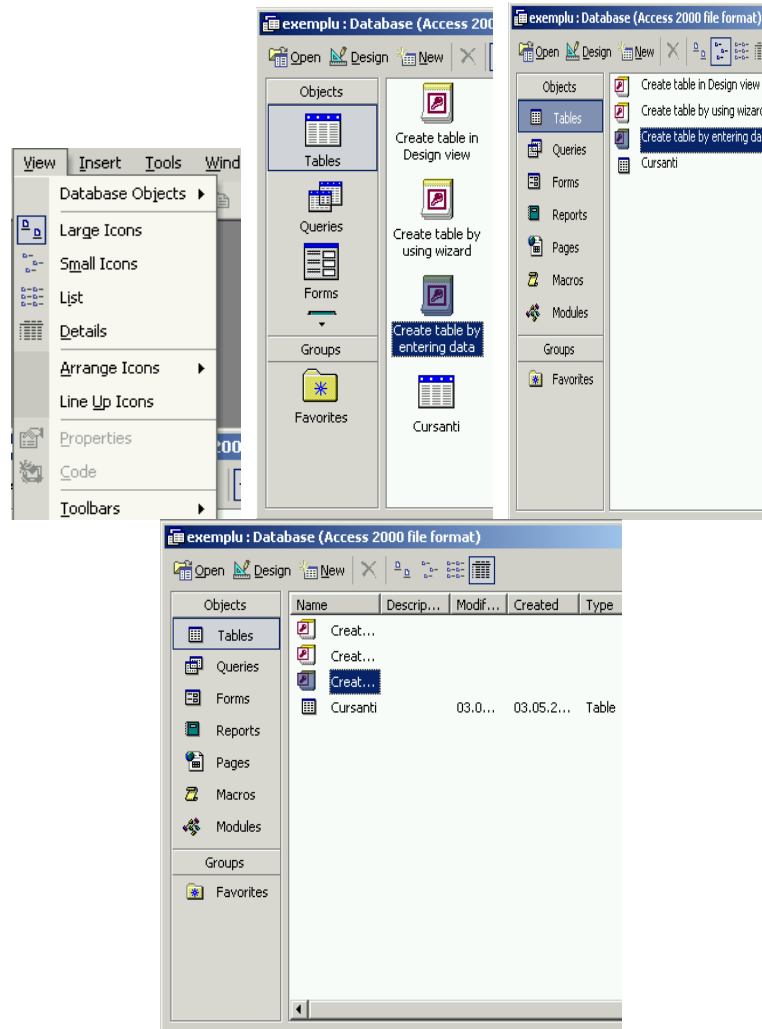 View Insert Tools Wind
Database Objects
Large Icons
Small Icons
List
Details
Arrange Icons
Line Up Icons
Properties
Code
Toolbars
exemplu : Database (Access 200
Open Design New
Objects
Tables
Queries
Forms
Groups
Favorites
Create table in
Design view
Create table by
using wizard
Create table by
entering data
Cursanti
exemplu : Database (Access 2000 file format)
Open Design New
Objects
Tables
Queries
Forms
Reports
Pages
Macros
Modules
Groups
Favorites
Create table in Design view
Create table by using wizard
Create table by entering da
Cursanti
exemplu : Database (Access 2000 file format)
Open Design New
Objects
Tables
Queries
Forms
Reports
Pages
Macros
Modules
Groups
Favorites
Name Descrip... Modif... Created Type
Creat...
Creat...
Creat...
Cursanti 03.0... 03.05.2... Table